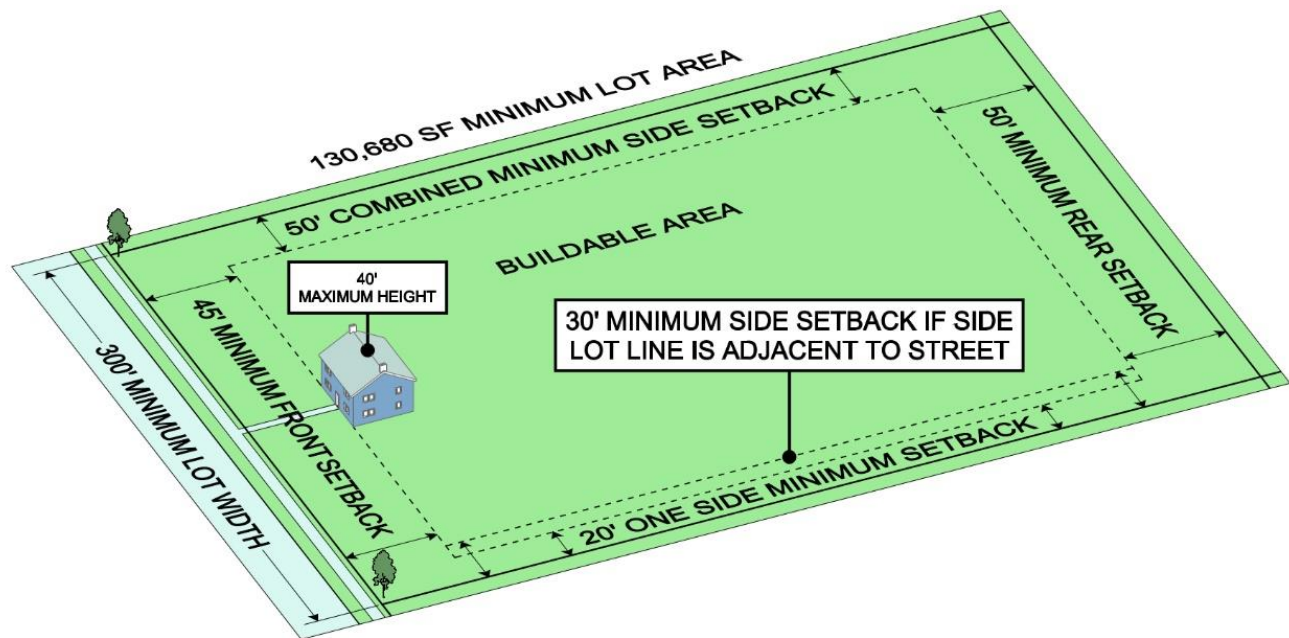 130,680 SF MINIMUM LOT AREA
50' COMBINED MINIMUM SIDE SETBACK
50' MINIMUM REAR SETBACK
BUILDABLE AREA
40'
MAXIMUM HEIGHT
45' MINIMUM FRONT SETBACK
300' MINIMUM LOT WIDTH
30' MINIMUM SIDE SETBACK IF SIDE
LOT LINE IS ADJACENT TO STREET
20' ONE SIDE MINIMUM SETBACK